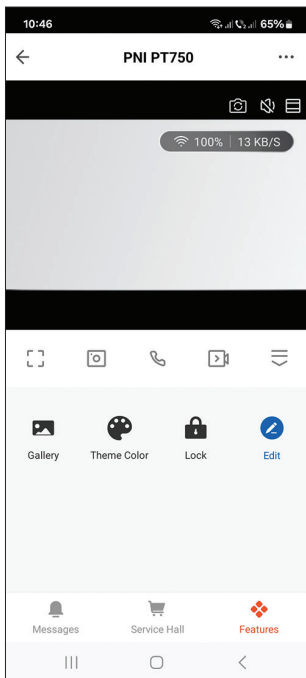 10:46 65%
PNI PT750
100% 13 KB/S
Gallery Theme Color Lock Edit
Messages Service Hall Features